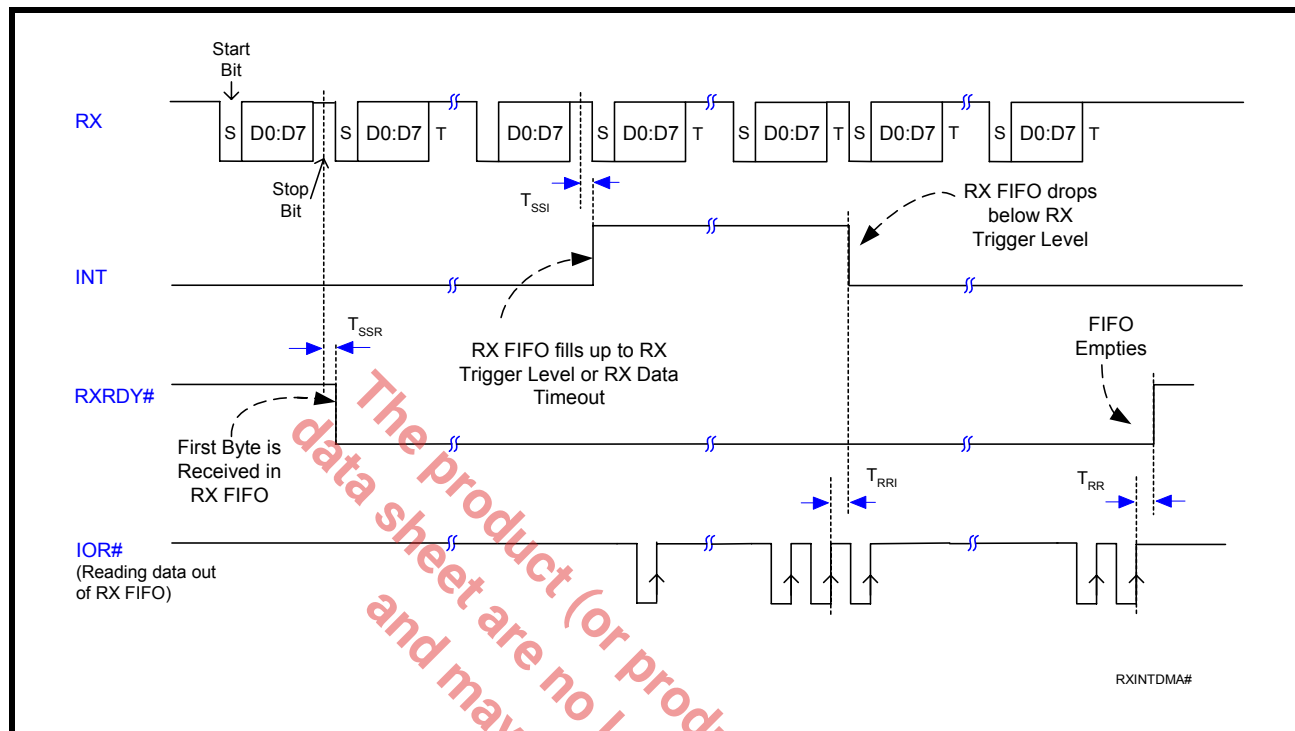 Start
Bit
RX
S D0:D7 S D0:D7 T D0:D7 S D0:D7 T S D0:D7 T S D0:D7 T S D0:D7 T
Stop
Bit
TSSI
RX FIFO drops
below RX
Trigger Level
INT
TSSR
RX FIFO fills up to RX
Trigger Level or RX Data
Timeout
FIFO
Empties
RXRDY#
First Byte is
Received in
RX FIFO
TRRI
TRR
IOR#
(Reading data out
of RX FIFO)
RXINTDMA#
The product (or produ
data sheet are no l
and may